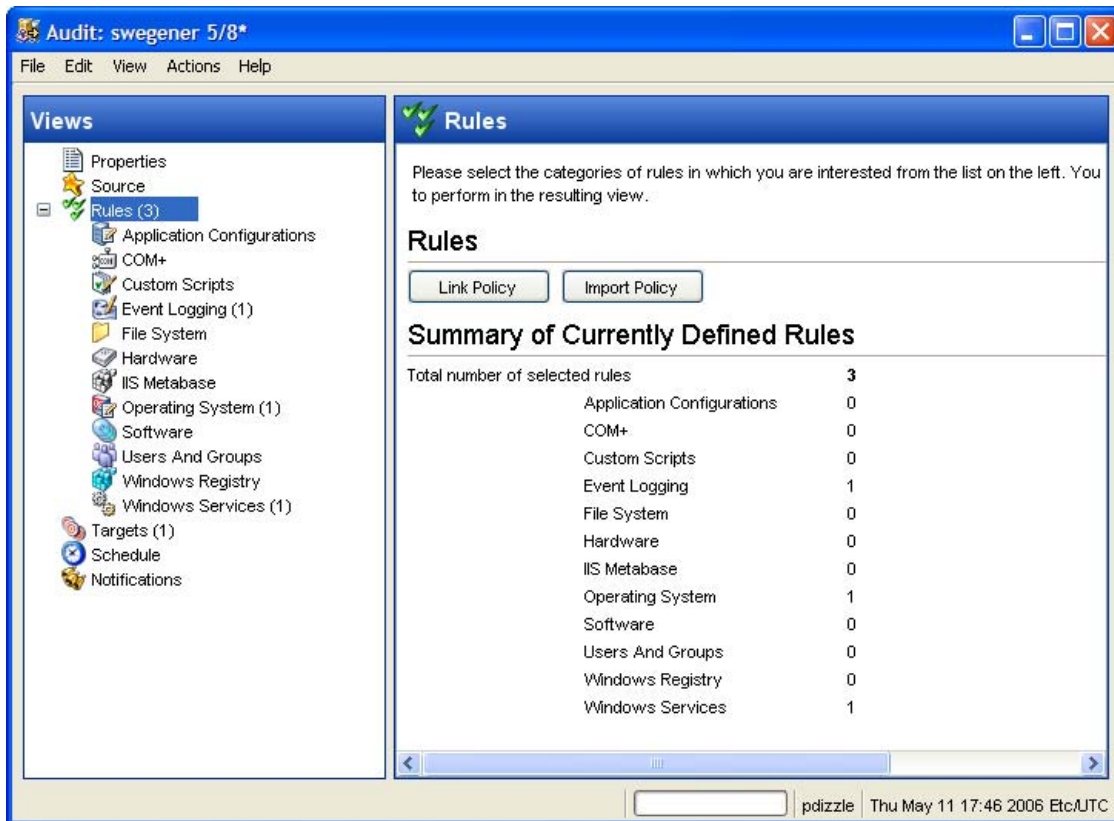 Audit: swegener 5/8*
File Edit View Actions Help
Views
Properties
Source
Rules (3)
Application Configurations
COM+
Custom Scripts
Event Logging (1)
File System
Hardware
IIS Metabase
Operating System (1)
Software
Users And Groups
Windows Registry
Windows Services (1)
Targets (1)
Schedule
Notifications
Rules
Please select the categories of rules in which you are interested from the list on the left. You
to perform in the resulting view.
Rules
Link Policy Import Policy
Summary of Currently Defined Rules
Total number of selected rules 3
Application Configurations 0
COM+ 0
Custom Scripts 0
Event Logging 1
File System 0
Hardware 0
IIS Metabase 0
Operating System 1
Software 0
Users And Groups 0
Windows Registry 0
Windows Services 1
pdizzle Thu May 11 17:46 2006 Etc/UTC